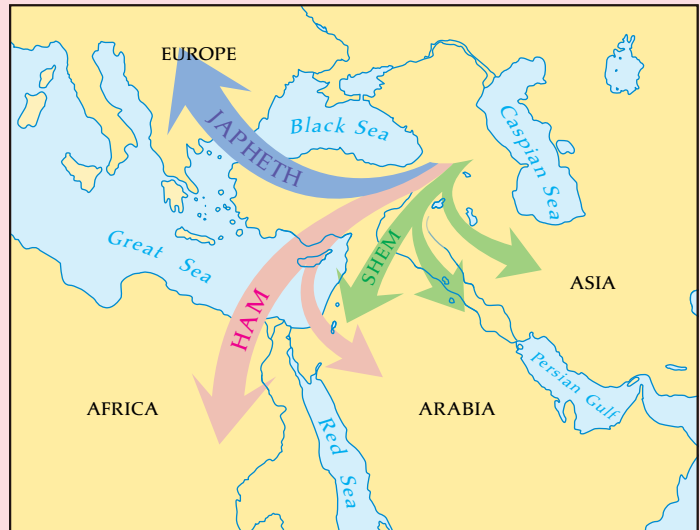 EUROPE
JAPHETH
Black Sea
Caspian Sea
Great Sea
SHEM
ASIA
HAM
Persian Gulf
AFRICA
ARABIA
Red Sea